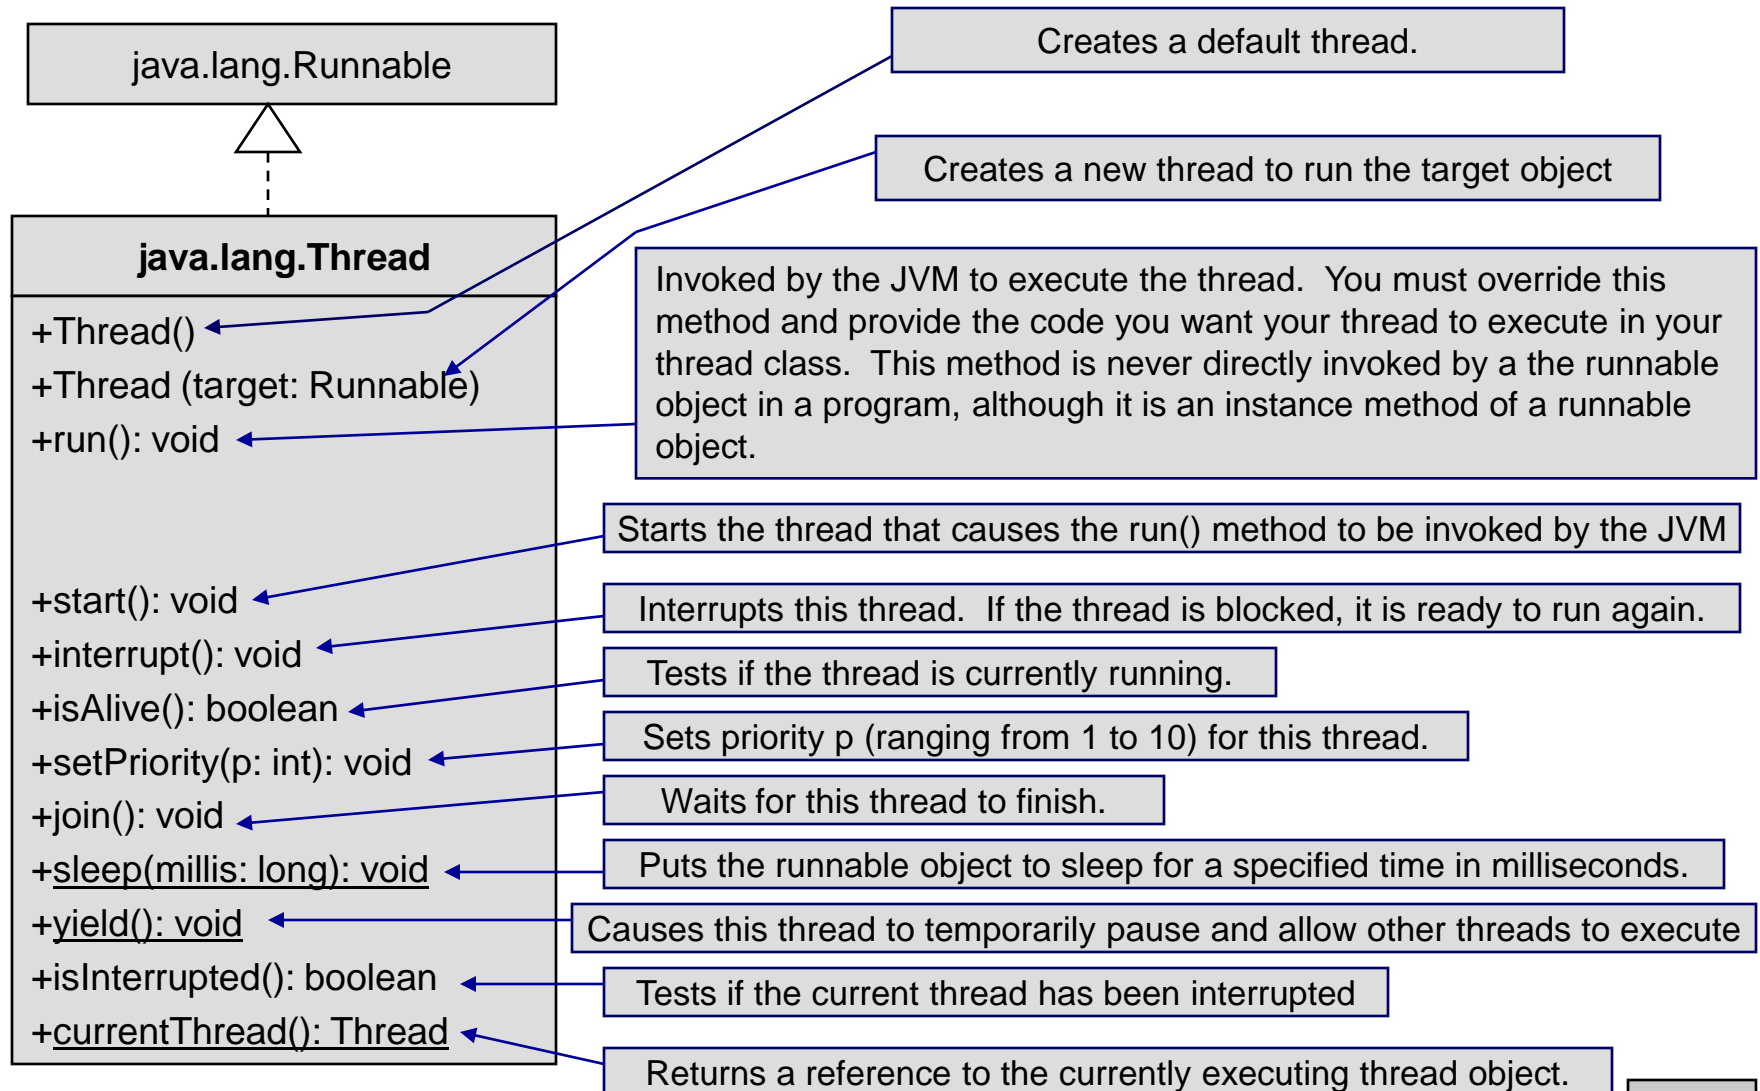 java.lang.Runnable
java.lang.Thread
+Thread()
+Thread (target: Runnable)
+run(): void
+start(): void
+interrupt(): void
+isAlive(): boolean
+setPriority(p: int): void
+join(): void
+sleep(millis: long): void
+yield(): void
+isInterrupted(): boolean
+currentThread(): Thread
Creates a default thread.
Creates a new thread to run the target object
Invoked by the JVM to execute the thread.  You must override this
method and provide the code you want your thread to execute in your
thread class.  This method is never directly invoked by a the runnable
object in a program, although it is an instance method of a runnable
object.
Starts the thread that causes the run() method to be invoked by the JVM
Interrupts this thread.  If the thread is blocked, it is ready to run again.
Tests if the thread is currently running.
Sets priority p (ranging from 1 to 10) for this thread.
Waits for this thread to finish.
Puts the runnable object to sleep for a specified time in milliseconds.
Causes this thread to temporarily pause and allow other threads to execute
Tests if the current thread has been interrupted
Returns a reference to the currently executing thread object.